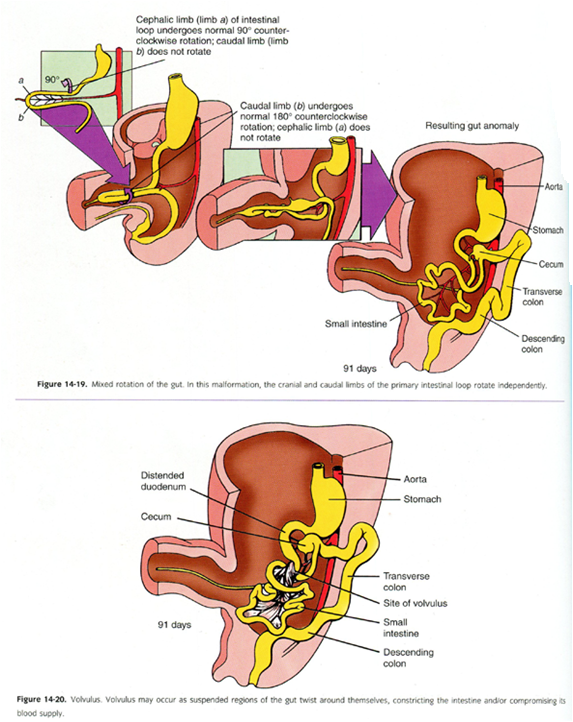 Cephalic limb (limb a) of intestinal
loop undergoes normal 90° counter-
clockwise rotation; caudal limb (limb
b) does not rotate
a
90°
b
Caudal limb (b) undergoes
normal 180° counterclockwise
rotation; cephalic limb (a) does
not rotate
Resulting gut anomaly
Aorta
Stomach
Cecum
Transverse
colon
Small intestine
Descending
colon
91 days
Figure 14-19. Mixed rotation of the gut. In this malformation, the cranial and caudal limbs of the primary intestinal loop rotate independently.
Distended
duodenum
Aorta
Stomach
Cecum
Transverse
colon
Site of volvulus
91 days
Small
intestine
Descending
colon
Figure 14-20. Volvulus. Volvulus may occur as suspended regions of the gut twist around themselves, constricting the intestine and/or compromising its
blood supply.